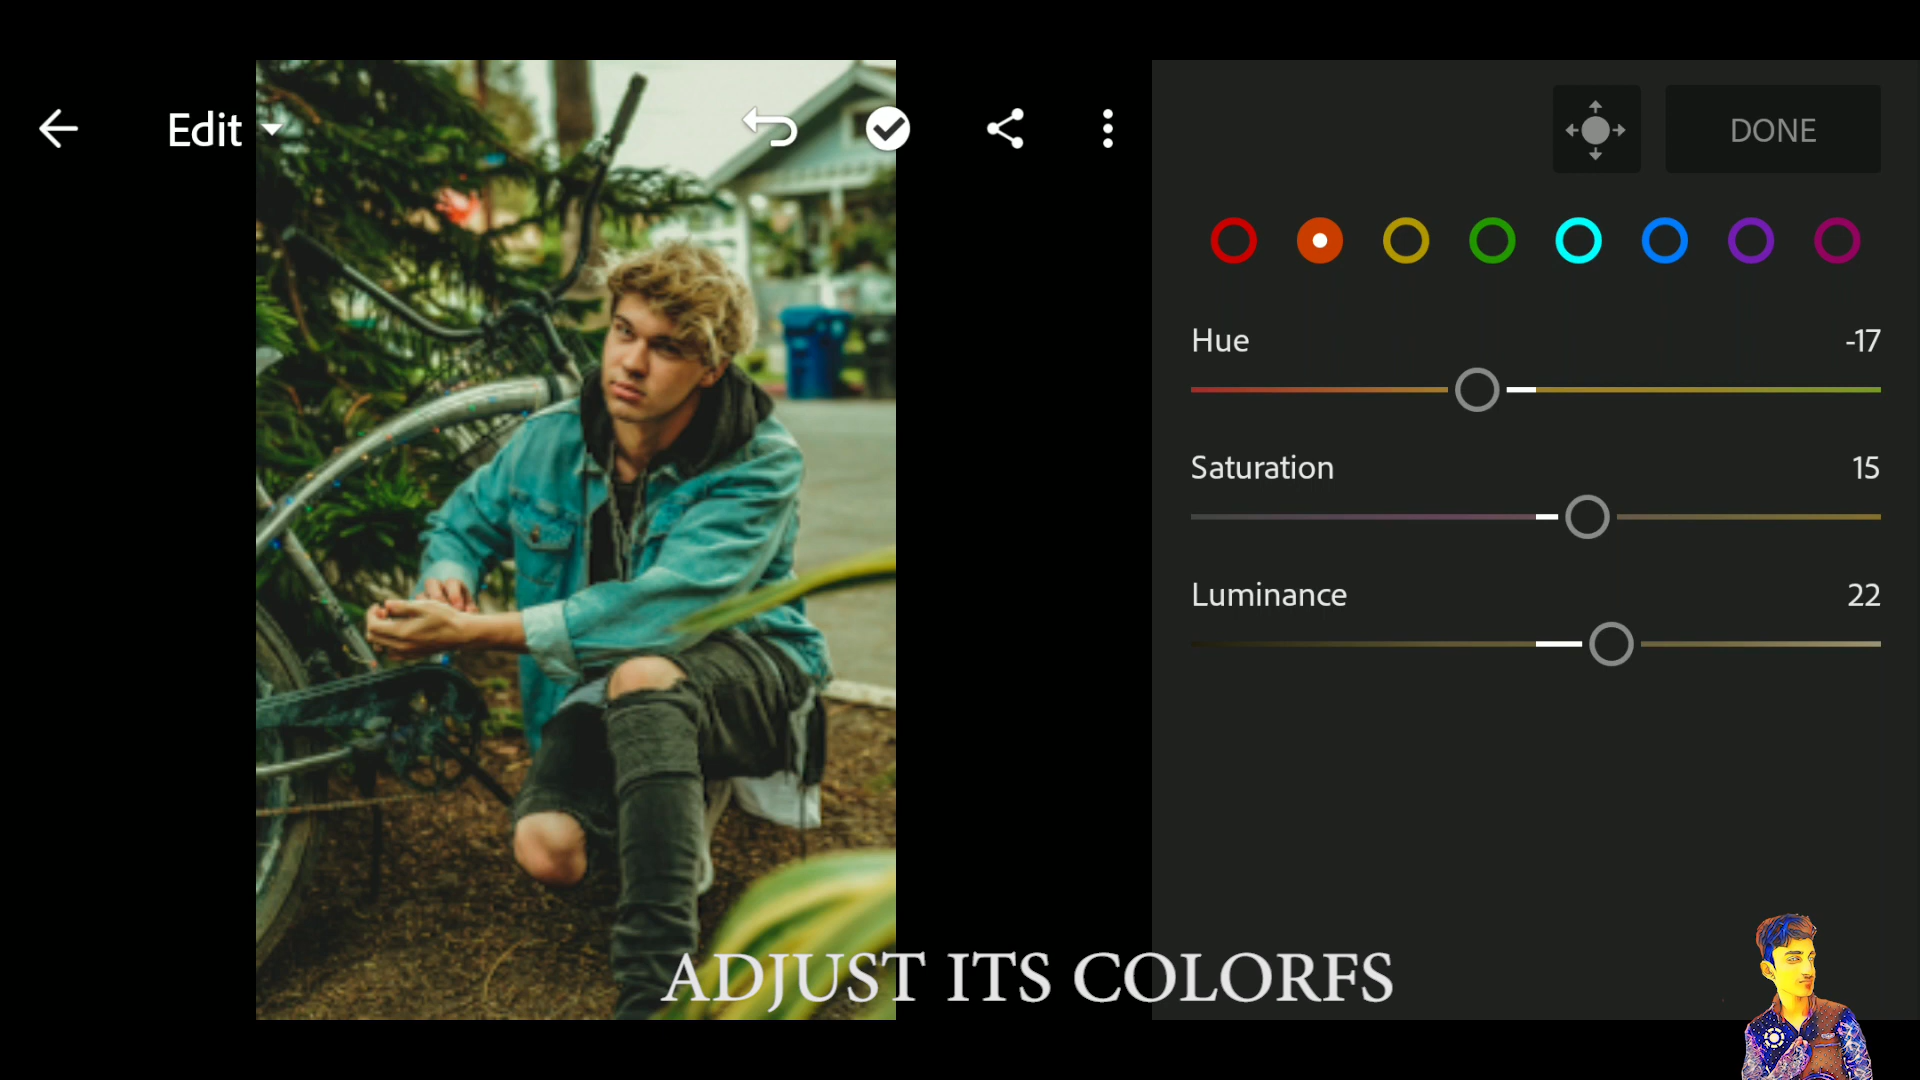 Edit
DONE
Hue -17
Saturation 15
Luminance 22
ADJUST ITS COLORFS